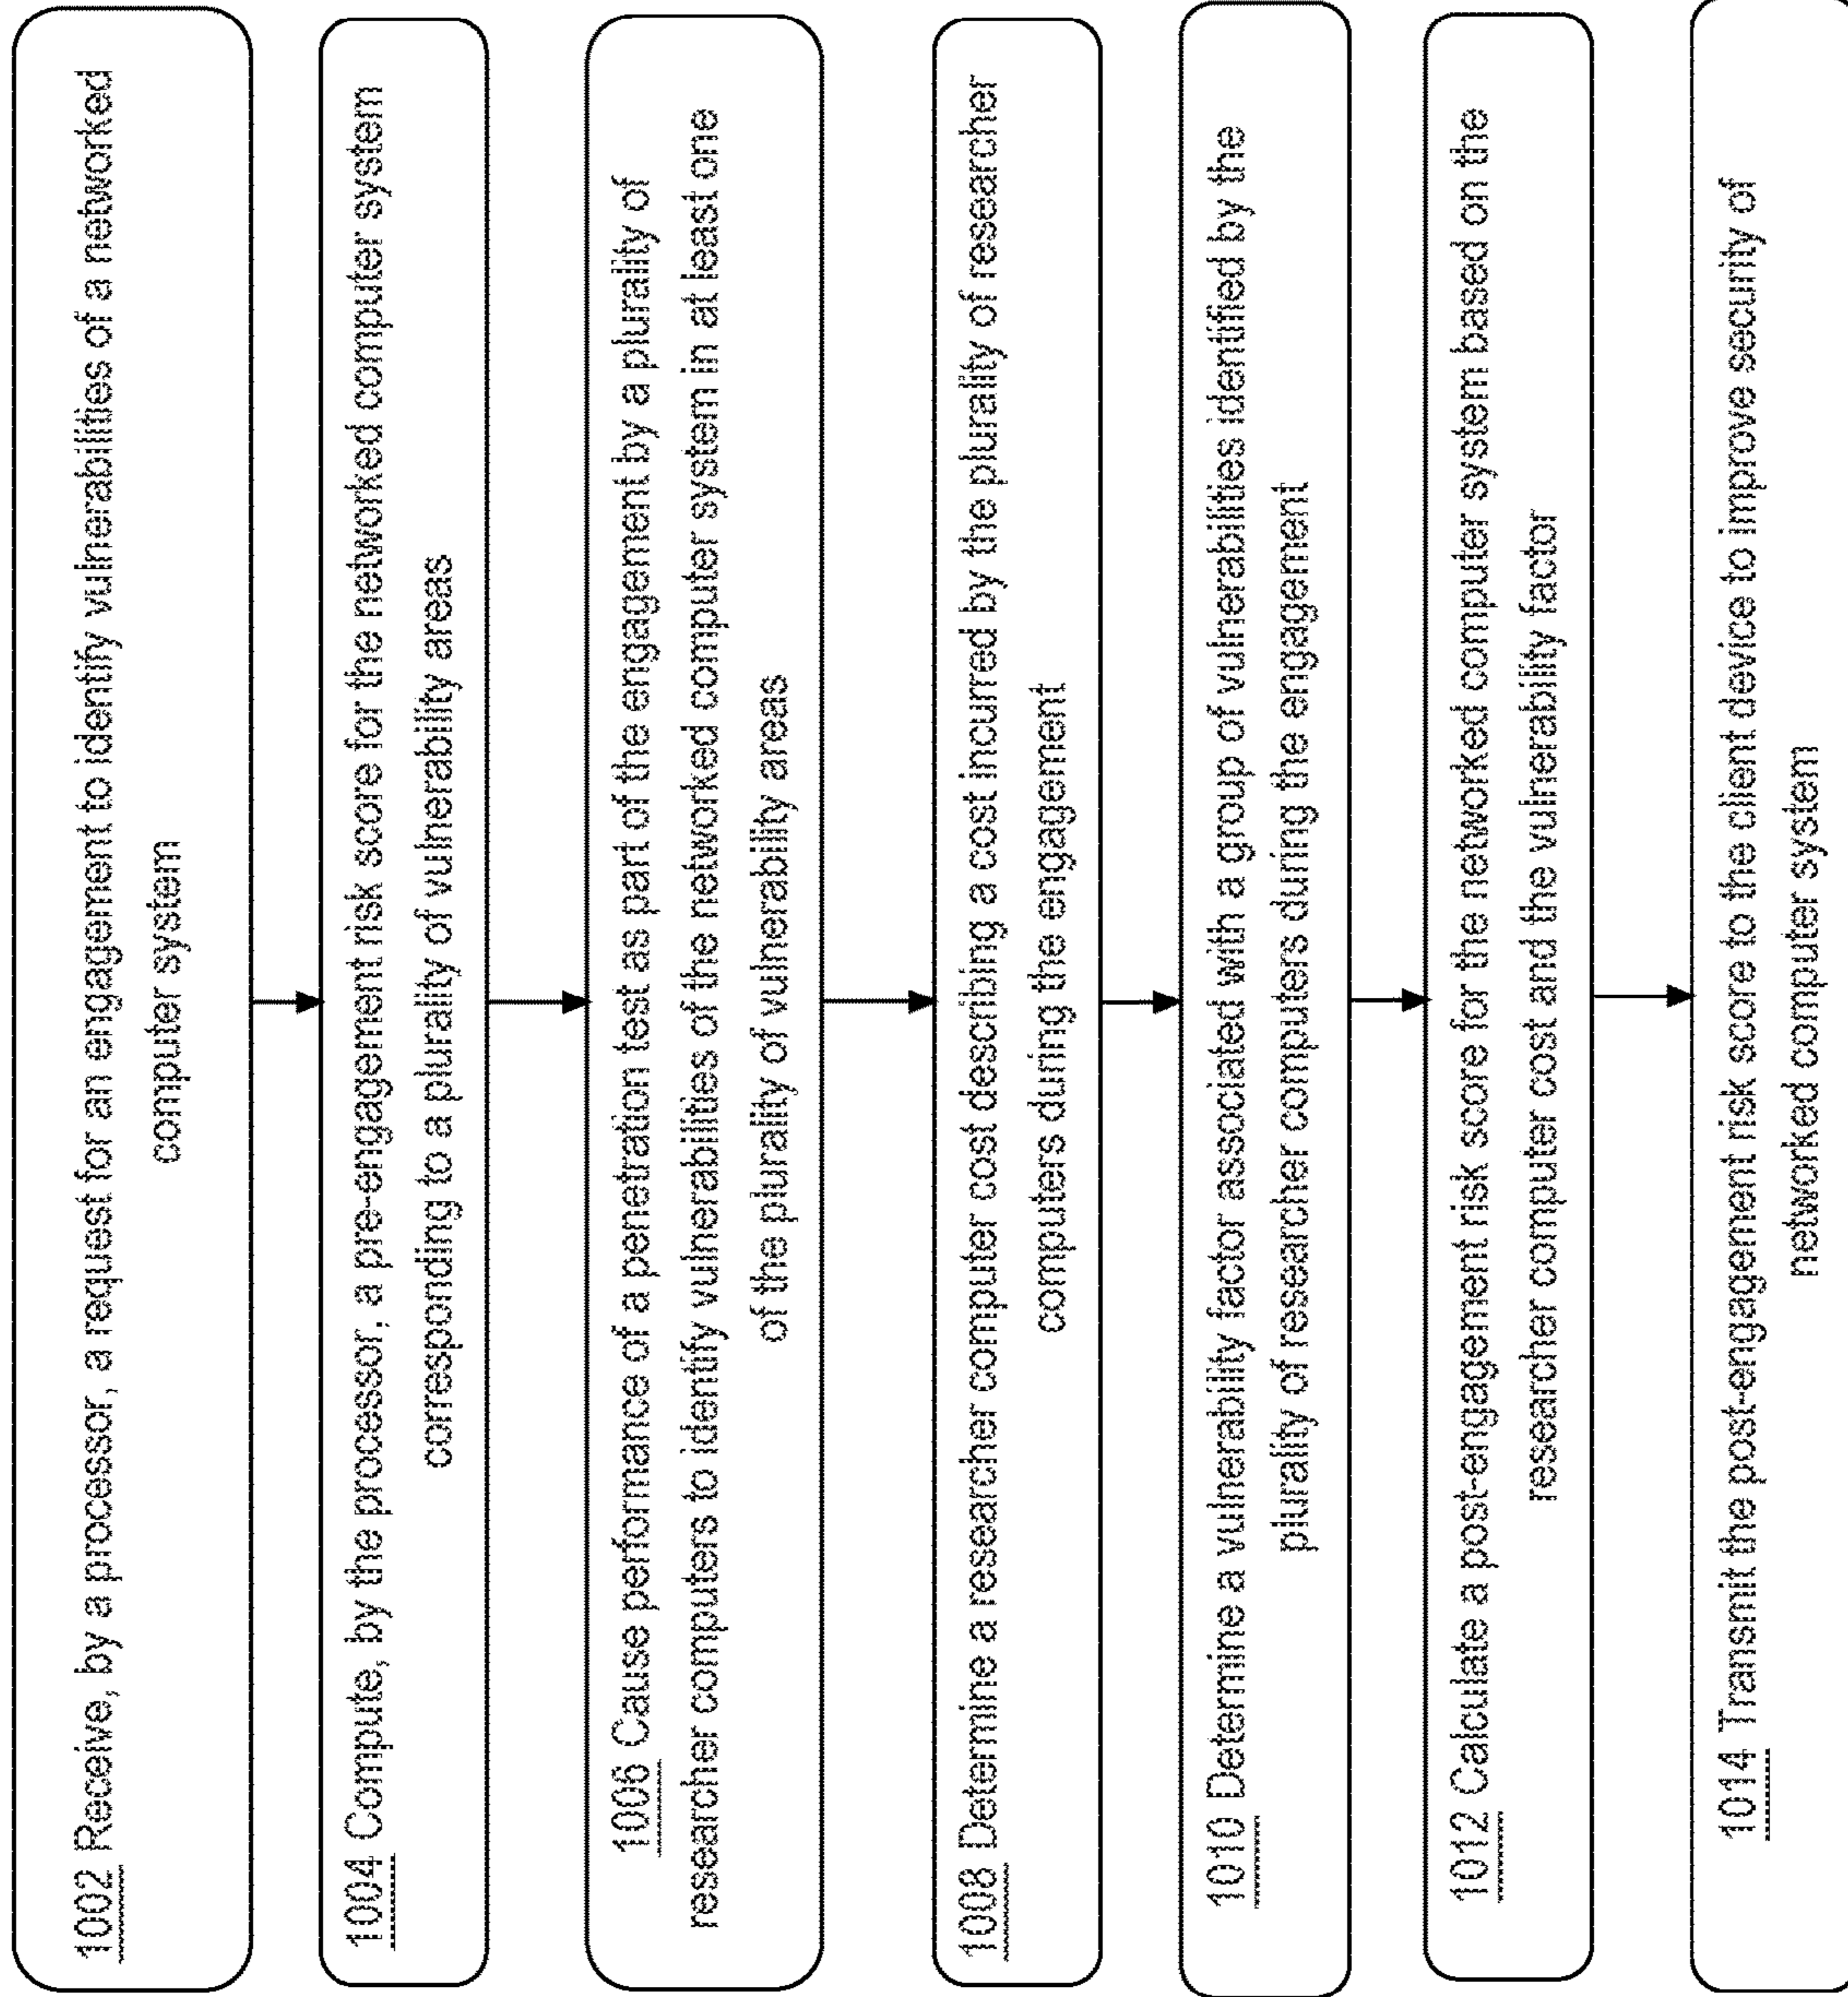 1002 Receive, by a processor, a request for an engagement to identify vulnerabilities of a networked
computer system
1004 Compute, by the processor, a pre-engagement risk score for the networked computer system
corresponding to a plurality of vulnerability areas
1006 Cause performance of a penetration test as part of the engagement by a plurality of
researcher computers to identify vulnerabilities of the networked computer system in at least one
of the plurality of vulnerability areas
1008 Determine a researcher computer cost describing a cost incurred by the plurality of researcher
computers during the engagement
1010 Determine a vulnerability factor associated with a group of vulnerabilities identified by the
plurality of researcher computers during the engagement
1012 Calculate a post-engagement risk score for the networked computer system based on the
researcher computer cost and the vulnerability factor
1014 Transmit the post-engagement risk score to the client device to improve security of
networked computer system